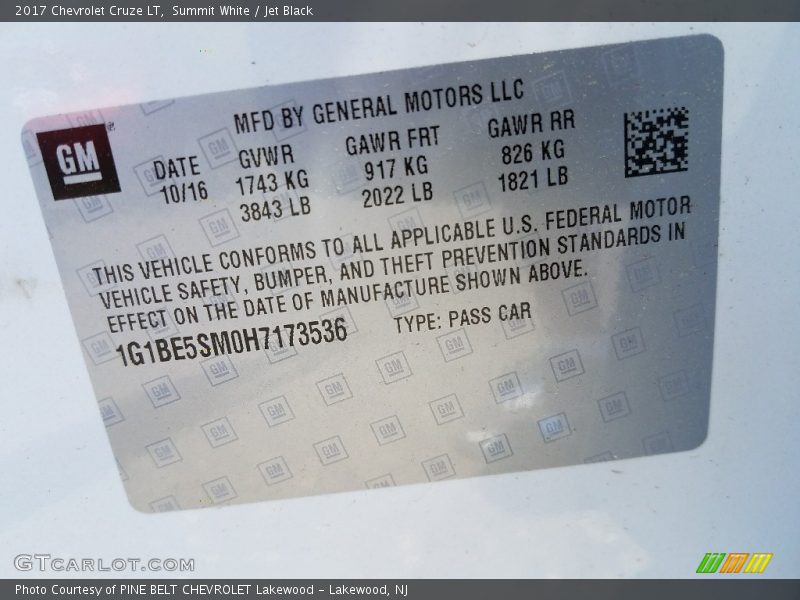 2017 Chevrolet Cruze LT,  Summit White / Jet Black
MFD BY GENERAL MOTORS LLC
GM
DATE GVWR GAWR FRT GAWR RR
10/16 1743 KG 917 KG 826 KG
3843 LB 2022 LB 1821 LB
THIS VEHICLE CONFORMS TO ALL APPLICABLE U.S. FEDERAL MOTOR
VEHICLE SAFETY, BUMPER, AND THEFT PREVENTION STANDARDS IN
EFFECT ON THE DATE OF MANUFACTURE SHOWN ABOVE.
1G1BE5SM0H7173536 TYPE: PASS CAR
GTCARLOT.COM
Photo Courtesy of PINE BELT CHEVROLET Lakewood - Lakewood, NJ